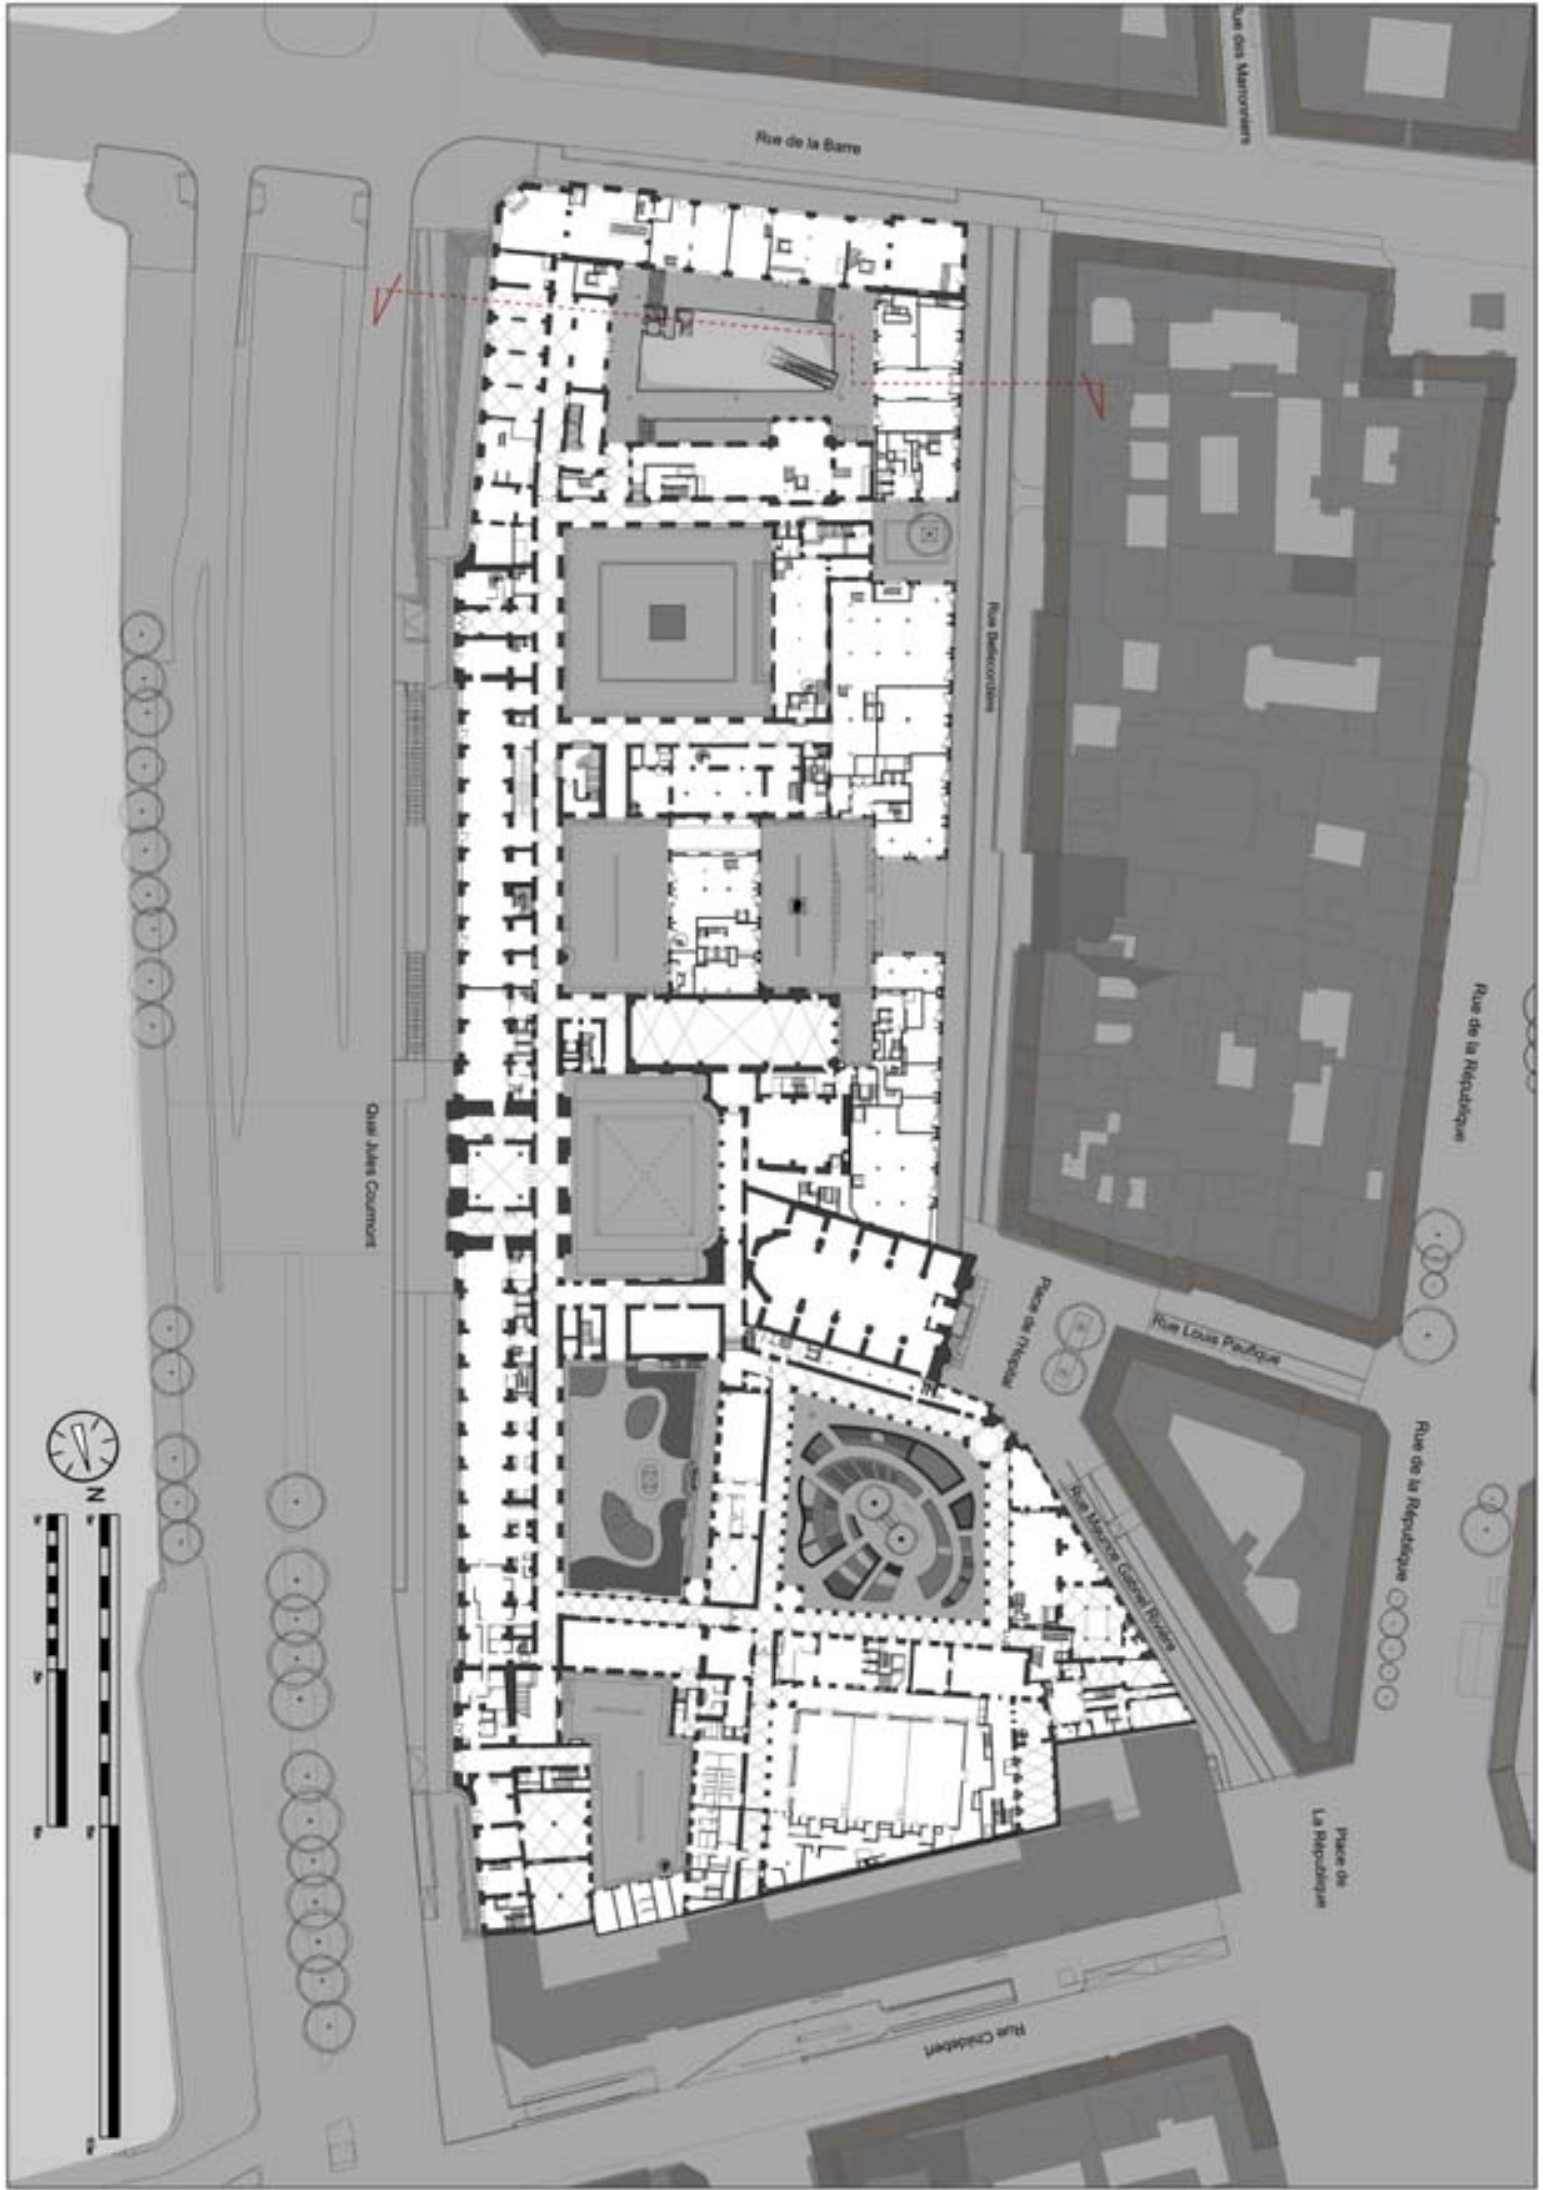 Rue des Marronniers
Rue de la Barre
Rue Bellecordière
Rue de la République
Quai Jules Courmont
Place de l'Hôpital
Rue Louis Paufique
Rue de la République
Rue Maurice Gabriel Rivière
N
Place de
La République
Rue Childebert